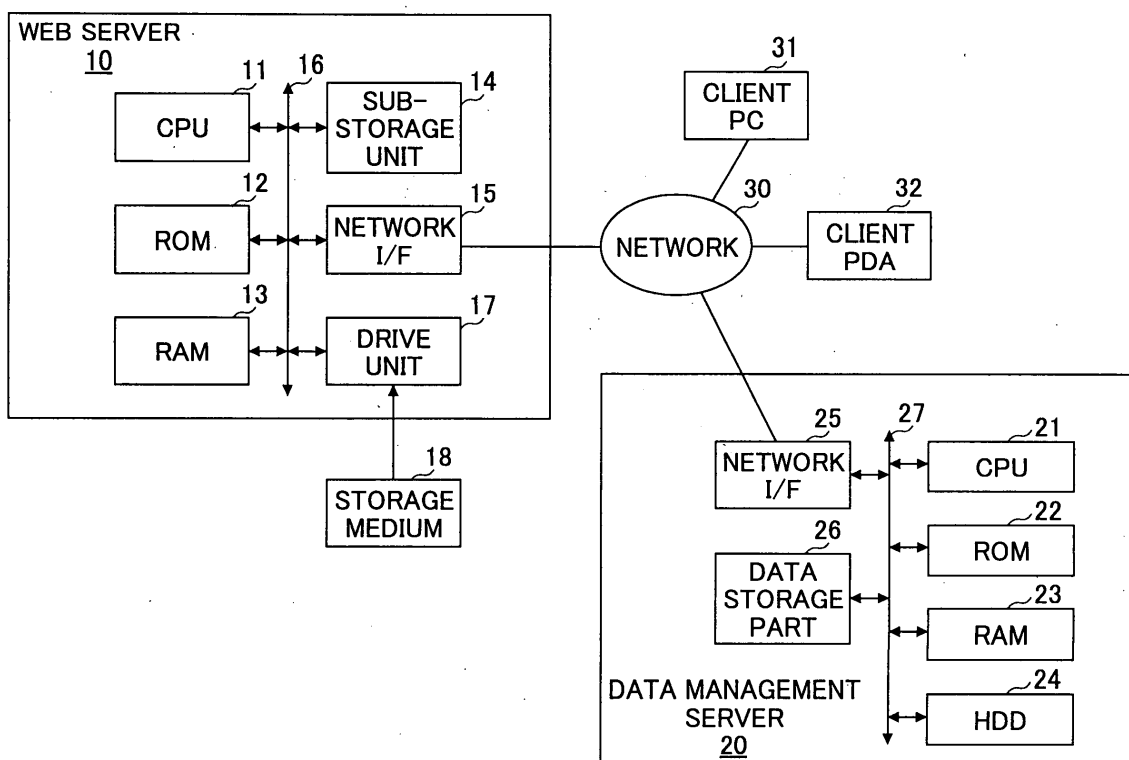 WEB SERVER
10
11
16
14
CPU
SUB-
STORAGE
UNIT
12
15
ROM
NETWORK
I/F
13
17
RAM
DRIVE
UNIT
18
STORAGE
MEDIUM
31
CLIENT
PC
30
NETWORK
32
CLIENT
PDA
25
NETWORK
I/F
27
21
CPU
26
DATA
STORAGE
PART
22
ROM
23
RAM
24
HDD
DATA MANAGEMENT
SERVER
20